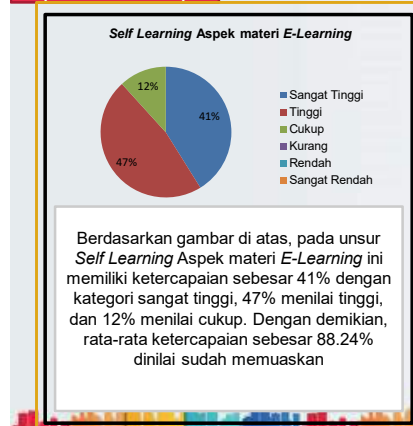 Self Learning Aspek materi E-Learning
12%
41%
47%
Sangat Tinggi
Tinggi
Cukup
Kurang
Rendah
Sangat Rendah
Berdasarkan gambar di atas, pada unsur
Self Learning Aspek materi E-Learning ini
memiliki ketercapaian sebesar 41% dengan
kategori sangat tinggi, 47% menilai tinggi,
dan 12% menilai cukup. Dengan demikian,
rata-rata ketercapaian sebesar 88.24%
dinilai sudah memuaskan